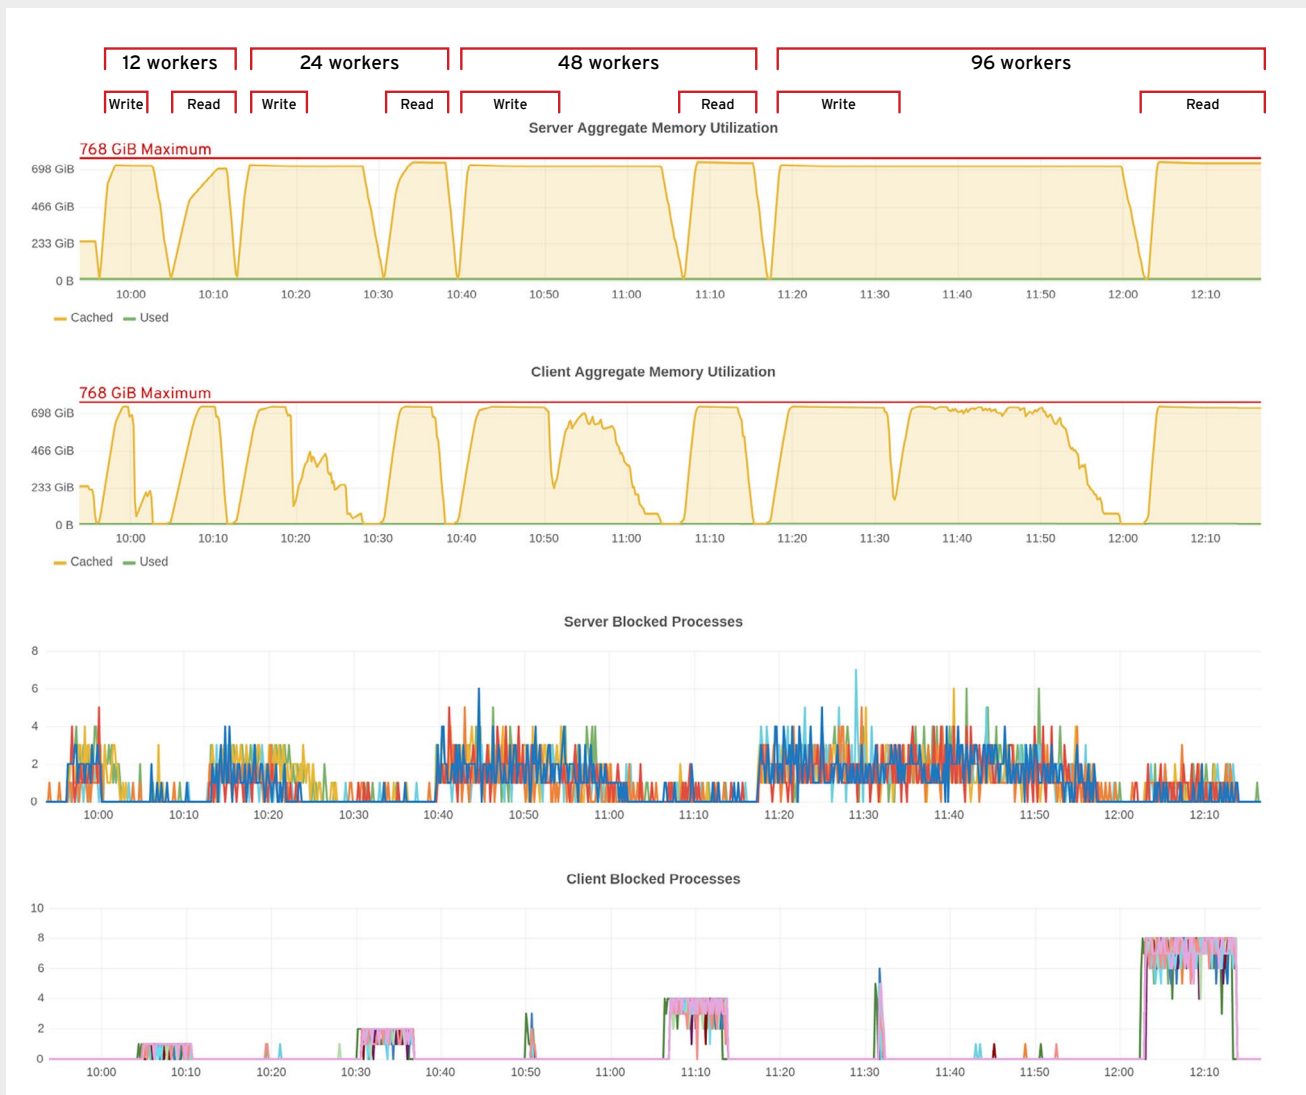 12 workers 24 workers 48 workers 96 workers
Write Read Write Read Write Read Write Read
Server Aggregate Memory Utilization
768 GiB Maximum
698 GiB
466 GiB
233 GiB
0 B
10:00 10:10 10:20 10:30 10:40 10:50 11:00 11:10 11:20 11:30 11:40 11:50 12:00 12:10
Cached Used
Client Aggregate Memory Utilization
768 GiB Maximum
698 GiB
466 GiB
233 GiB
0 B
10:00 10:10 10:20 10:30 10:40 10:50 11:00 11:10 11:20 11:30 11:40 11:50 12:00 12:10
Cached Used
Server Blocked Processes
8
6
4
2
0
10:00 10:10 10:20 10:30 10:40 10:50 11:00 11:10 11:20 11:30 11:40 11:50 12:00 12:10
Client Blocked Processes
10
8
6
4
2
0
10:00 10:10 10:20 10:30 10:40 10:50 11:00 11:10 11:20 11:30 11:40 11:50 12:00 12:10